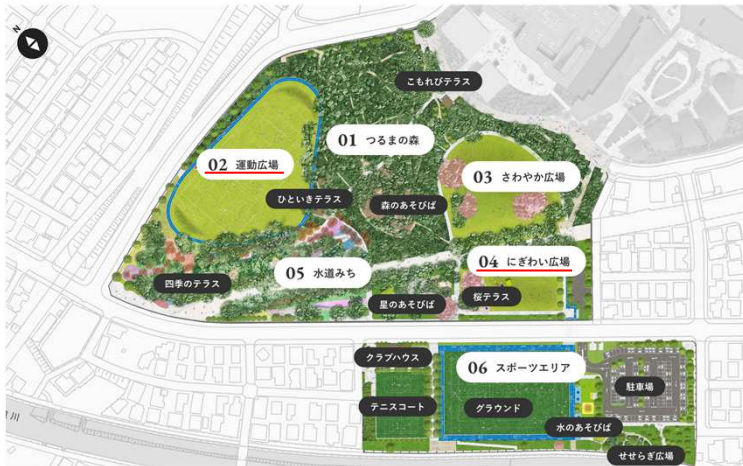 N
こもれびテラス
01 つるまの森
02 運動広場
03 さわやか広場
ひといきテラス
森のあそびば
04 にぎわい広場
05 水道みち
四季のテラス
星のあそびば
桜テラス
クラブハウス
06 スポーツエリア
駐車場
テニスコート
グラウンド
水のあそびば
せせらぎ広場
川